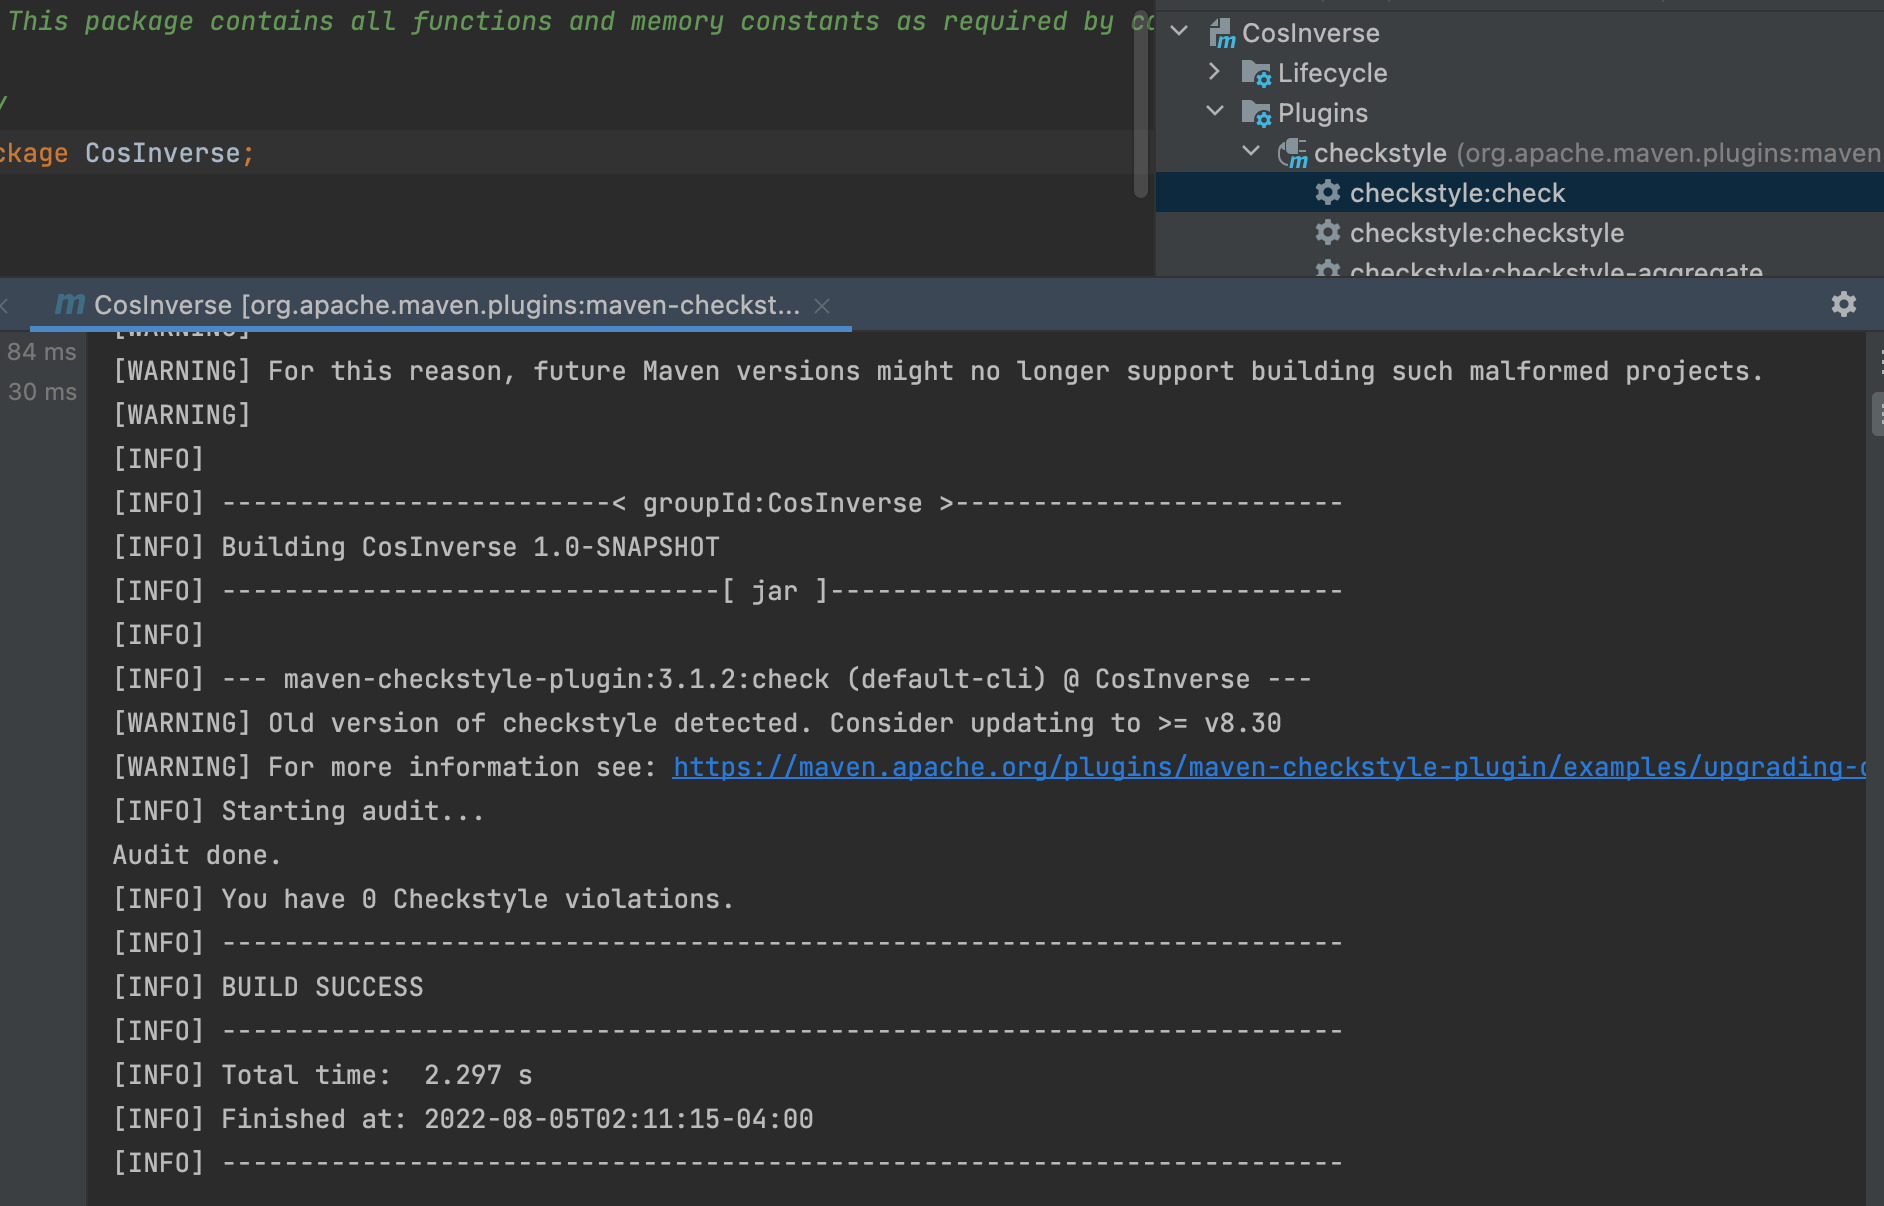 This package contains all functions and memory constants as required by
/
ckage CosInverse;
CosInverse
Lifecycle
Plugins
checkstyle (org.apache.maven.plugins:maven
checkstyle:check
checkstyle:checkstyle
checkstyle:checkstyle-aggregate
CosInverse [org.apache.maven.plugins:maven-checkst...
84 ms
30 ms
[WARNING]
[WARNING] For this reason, future Maven versions might no longer support building such malformed projects.
[WARNING]
[INFO]
[INFO] -------------------------< groupId:CosInverse >-------------------------
[INFO] Building CosInverse 1.0-SNAPSHOT
[INFO] --------------------------------[ jar ]---------------------------------
[INFO]
[INFO] --- maven-checkstyle-plugin:3.1.2:check (default-cli) @ CosInverse ---
[WARNING] Old version of checkstyle detected. Consider updating to >= v8.30
[WARNING] For more information see: https://maven.apache.org/plugins/maven-checkstyle-plugin/examples/upgrading-
[INFO] Starting audit...
Audit done.
[INFO] You have 0 Checkstyle violations.
[INFO] ------------------------------------------------------------------------
[INFO] BUILD SUCCESS
[INFO] ------------------------------------------------------------------------
[INFO] Total time:  2.297 s
[INFO] Finished at: 2022-08-05T02:11:15-04:00
[INFO] ------------------------------------------------------------------------